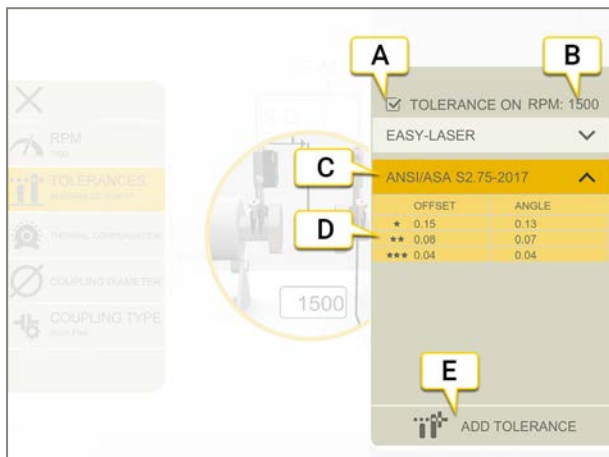 A
B
TOLERANCE ON RPM: 1500
EASY-LASER
C
ANSI/ASA S2.75-2017
OFFSET ANGLE
D
★ 0.15 0.13
★★ 0.08 0.07
★★★ 0.04 0.04
E
ADD TOLERANCE
RPM
TOLERANCES
THERMAL COMPENSATION
COUPLING DIAMETER
COUPLING TYPE
1500